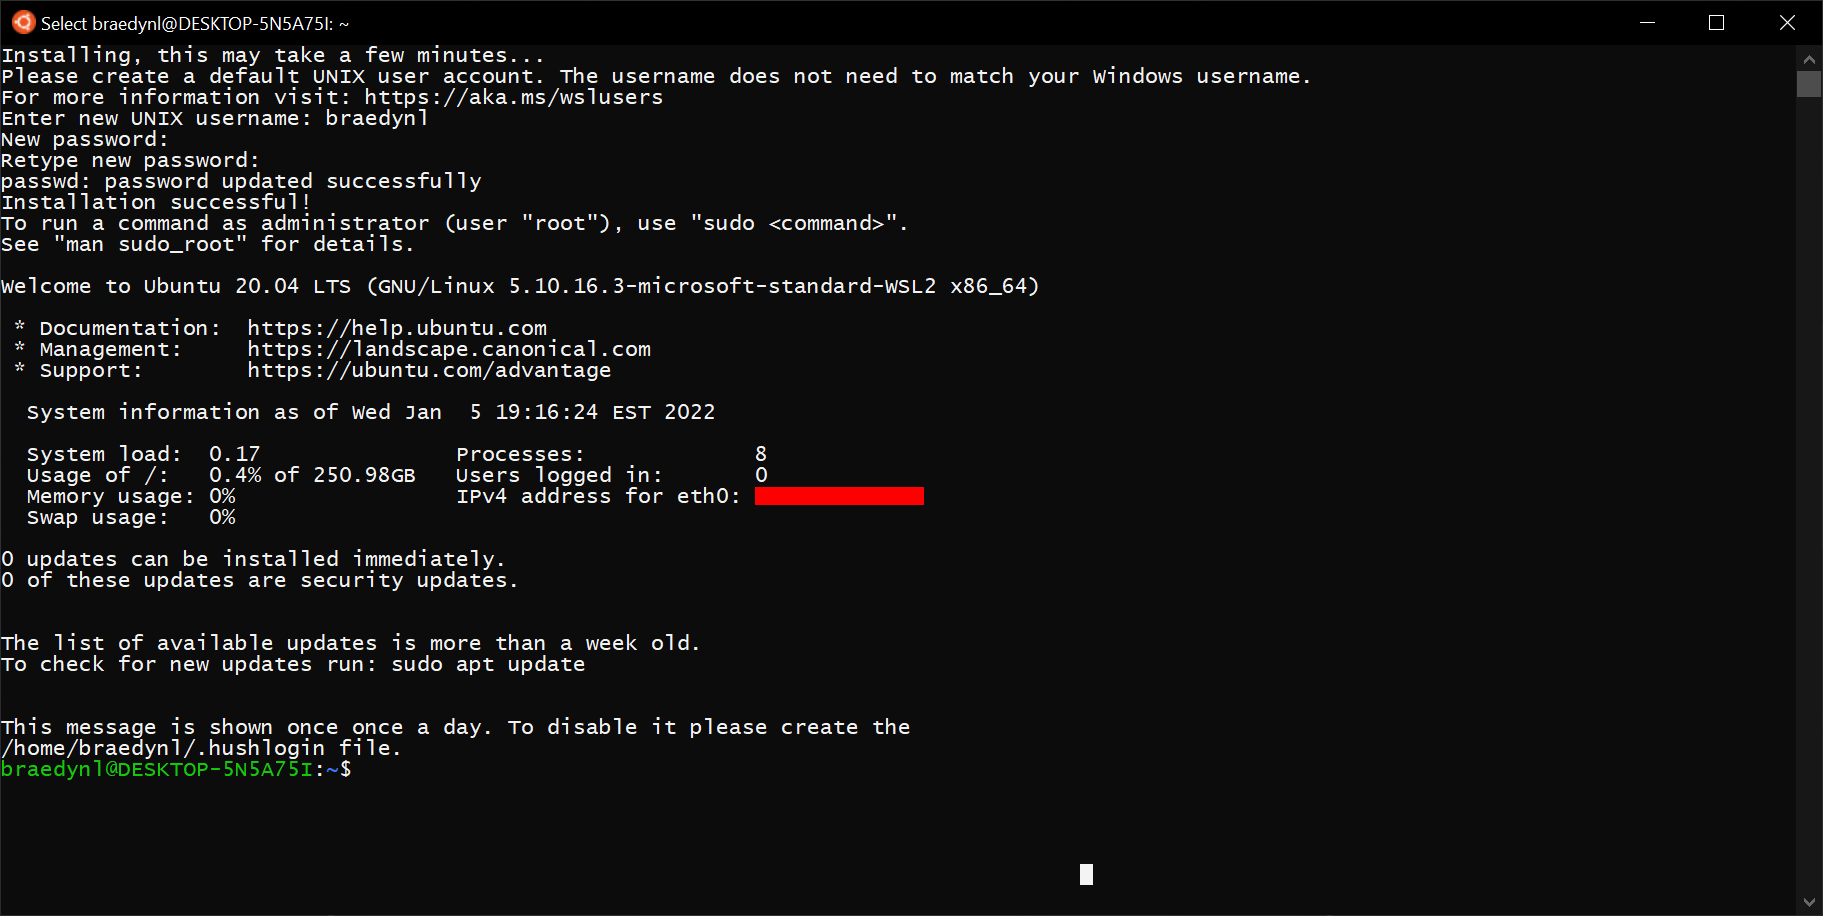 Select braedynl@DESKTOP-5N5A75I: ~
Installing, this may take a few minutes...
Please create a default UNIX user account. The username does not need to match your Windows username.
For more information visit: https://aka.ms/wslusers
Enter new UNIX username: braedynl
New password:
Retype new password:
passwd: password updated successfully
Installation successful!
To run a command as administrator (user "root"), use "sudo <command>".
See "man sudo_root" for details.

Welcome to Ubuntu 20.04 LTS (GNU/Linux 5.10.16.3-microsoft-standard-WSL2 x86_64)

 * Documentation:  https://help.ubuntu.com
 * Management:     https://landscape.canonical.com
 * Support:        https://ubuntu.com/advantage

  System information as of Wed Jan  5 19:16:24 EST 2022

  System load:  0.17               Processes:             8
  Usage of /:   0.4% of 250.98GB   Users logged in:       0
  Memory usage: 0%                 IPv4 address for eth0:
  Swap usage:   0%

0 updates can be installed immediately.
0 of these updates are security updates.


The list of available updates is more than a week old.
To check for new updates run: sudo apt update


This message is shown once once a day. To disable it please create the
/home/braedynl/.hushlogin file.
braedynl@DESKTOP-5N5A75I:~$